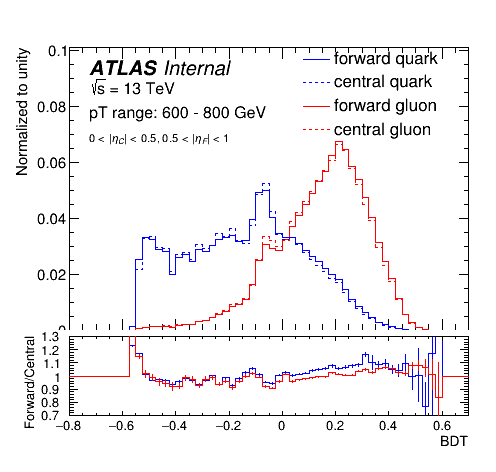 0.1
0.08
0.06
0.04
0.02
0
Normalized to unity
ATLAS Internal
√s = 13 TeV
pT range: 600 - 800 GeV
0 < |η_C| < 0.5, 0.5 < |η_F| < 1
forward quark
central quark
forward gluon
central gluon
1.3
1.2
1.1
1
0.9
0.8
0.7
Forward/Central
−0.8 −0.6 −0.4 −0.2 0 0.2 0.4 0.6
BDT